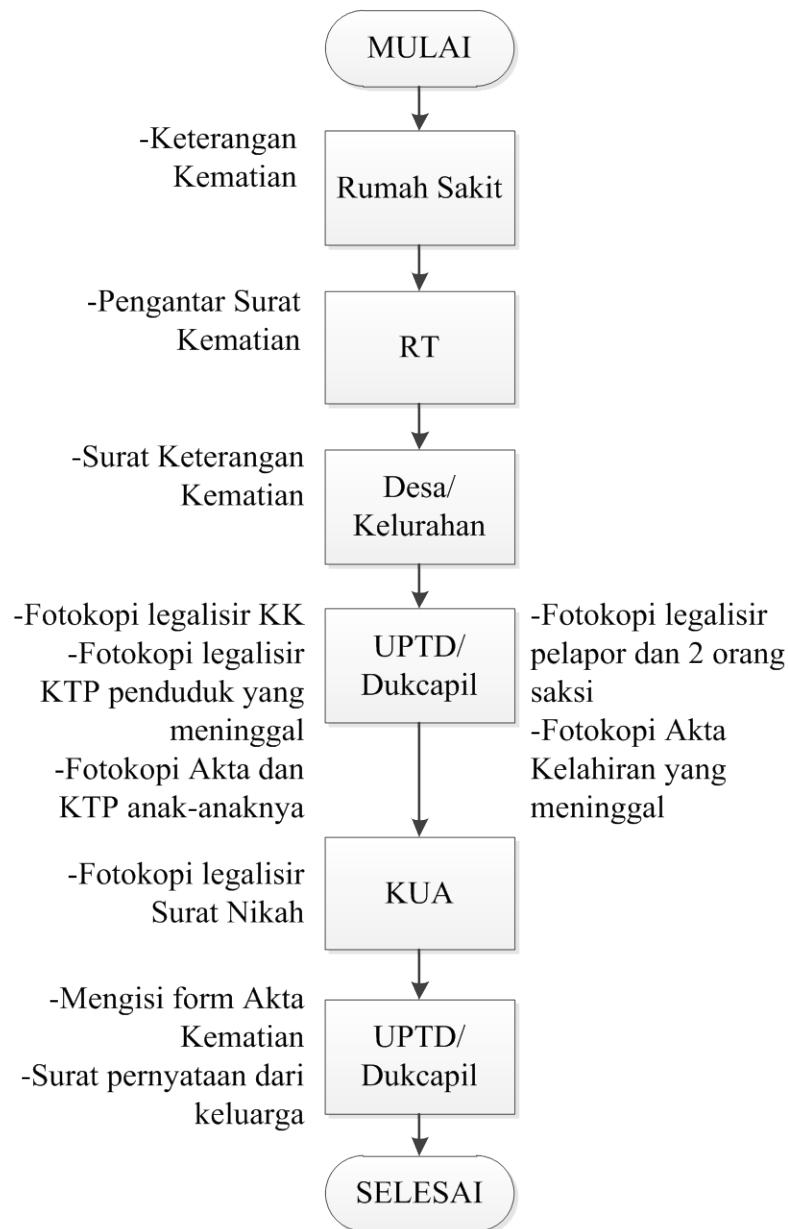 MULAI
-Keterangan
Kematian
Rumah Sakit
-Pengantar Surat
Kematian
RT
-Surat Keterangan
Kematian
Desa/
Kelurahan
-Fotokopi legalisir KK
-Fotokopi legalisir
KTP penduduk yang
meninggal
-Fotokopi Akta dan
KTP anak-anaknya
UPTD/
Dukcapil
-Fotokopi legalisir
pelapor dan 2 orang
saksi
-Fotokopi Akta
Kelahiran yang
meninggal
-Fotokopi legalisir
Surat Nikah
KUA
-Mengisi form Akta
Kematian
-Surat pernyataan dari
keluarga
UPTD/
Dukcapil
SELESAI